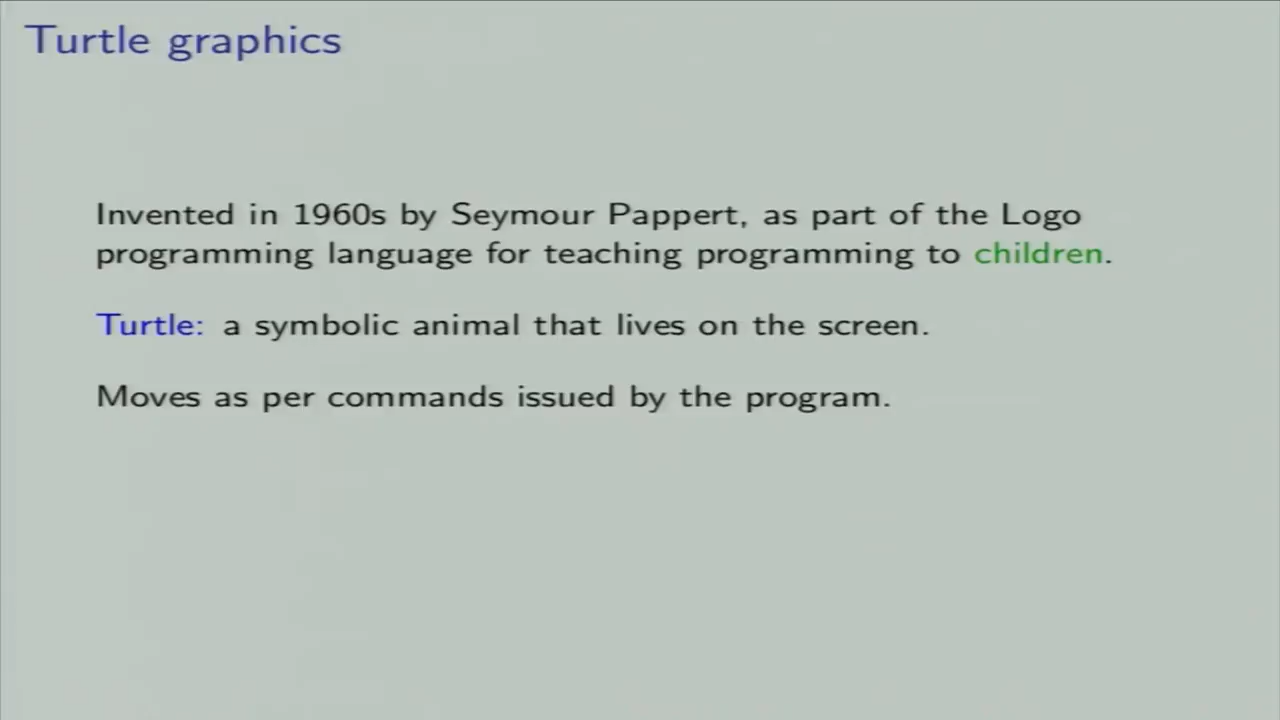 Turtle graphics
Invented in 1960s by Seymour Pappert, as part of the Logo
programming language for teaching programming to children.
Turtle: a symbolic animal that lives on the screen.
Moves as per commands issued by the program.